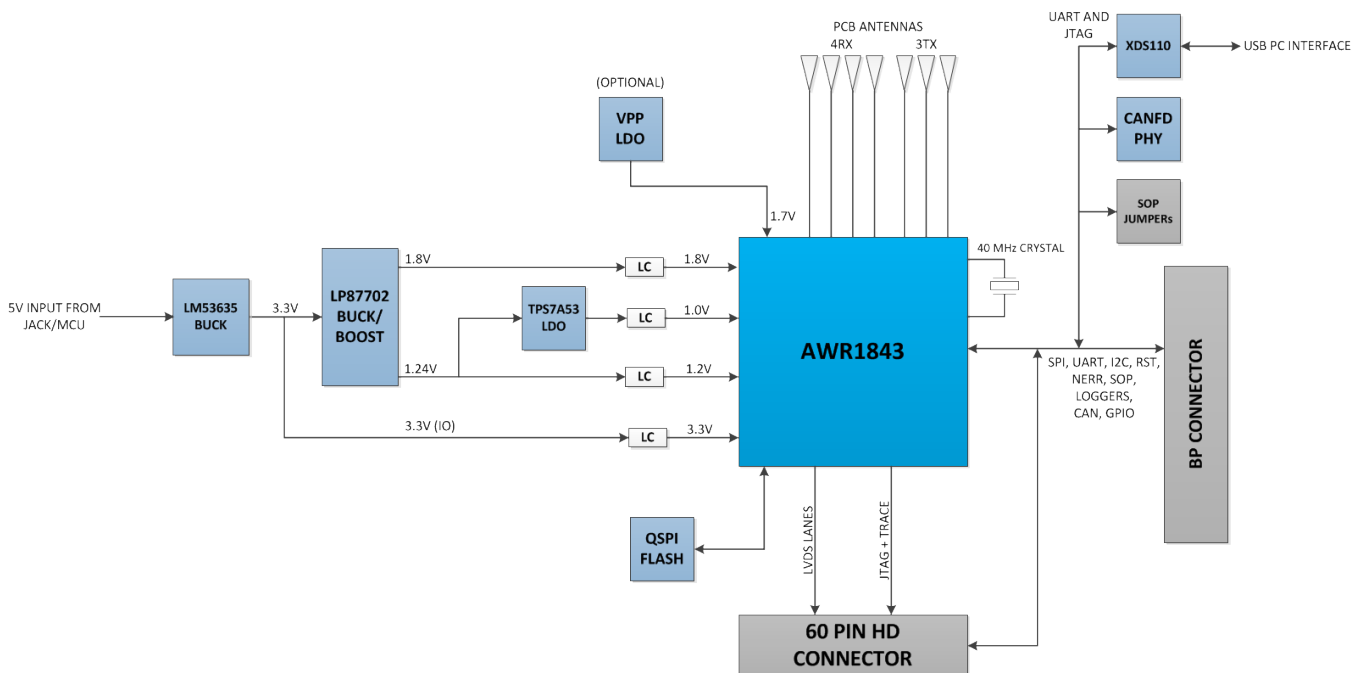 PCB ANTENNAS
4RX
3TX
UART AND
JTAG
XDS110
USB PC INTERFACE
(OPTIONAL)
VPP
LDO
CANFD
PHY
1.7V
SOP
JUMPERs
40 MHz CRYSTAL
1.8V
LC
1.8V
5V INPUT FROM
JACK/MCU
LM53635
BUCK
3.3V
LP87702
BUCK/
BOOST
TPS7A53
LDO
LC
1.0V
AWR1843
1.24V
LC
1.2V
SPI, UART, I2C, RST,
NERR, SOP,
LOGGERS,
CAN, GPIO
BP CONNECTOR
3.3V (IO)
LC
3.3V
QSPI
FLASH
LVDS LANES
JTAG + TRACE
60 PIN HD
CONNECTOR